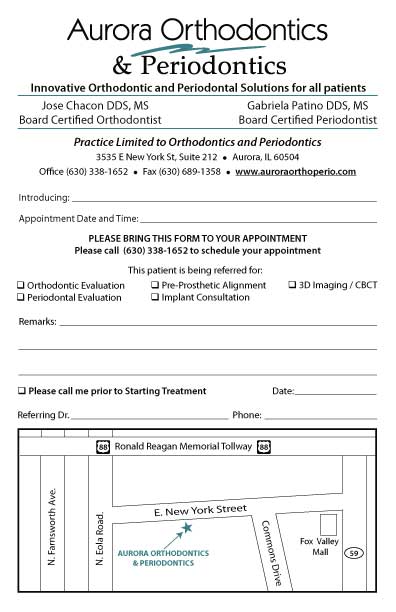 Aurora Orthodontics
& Periodontics
Innovative Orthodontic and Periodontal Solutions for all patients
Jose Chacon DDS, MS
Board Certified Orthodontist
Gabriela Patino DDS, MS
Board Certified Periodontist
Practice Limited to Orthodontics and Periodontics
3535 E New York St, Suite 212 • Aurora, IL 60504
Office (630) 338-1652 • Fax (630) 689-1358 • www.auroraorthoperio.com
Introducing:
Appointment Date and Time:
PLEASE BRING THIS FORM TO YOUR APPOINTMENT
Please call (630) 338-1652 to schedule your appointment
This patient is being referred for:
❑ Orthodontic Evaluation ❑ Pre-Prosthetic Alignment ❑ 3D Imaging / CBCT
❑ Periodontal Evaluation ❑ Implant Consultation
Remarks:
❑ Please call me prior to Starting Treatment Date:
Referring Dr. Phone:
88 Ronald Reagan Memorial Tollway 88
N. Farnsworth Ave.
N. Eola Road.
E. New York Street
AURORA ORTHODONTICS
& PERIODONTICS
Commons Drive
Fox Valley
Mall
59